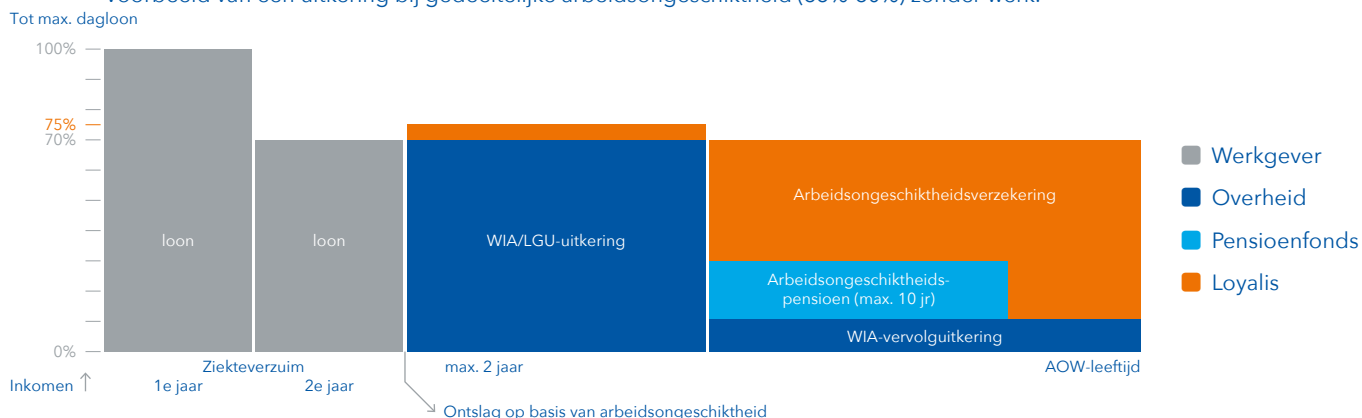 Tot max. dagloon
100%
75%
70%
0%
loon
loon
WIA/LGU-uitkering
Arbeidsongeschiktheidsverzekering
Arbeidsongeschiktheids-
pensioen (max. 10 jr)
WIA-vervolguitkering
Werkgever
Overheid
Pensioenfonds
Loyalis
Ziekteverzuim
max. 2 jaar
AOW-leeftijd
Inkomen
1e jaar
2e jaar
Ontslag op basis van arbeidsongeschiktheid